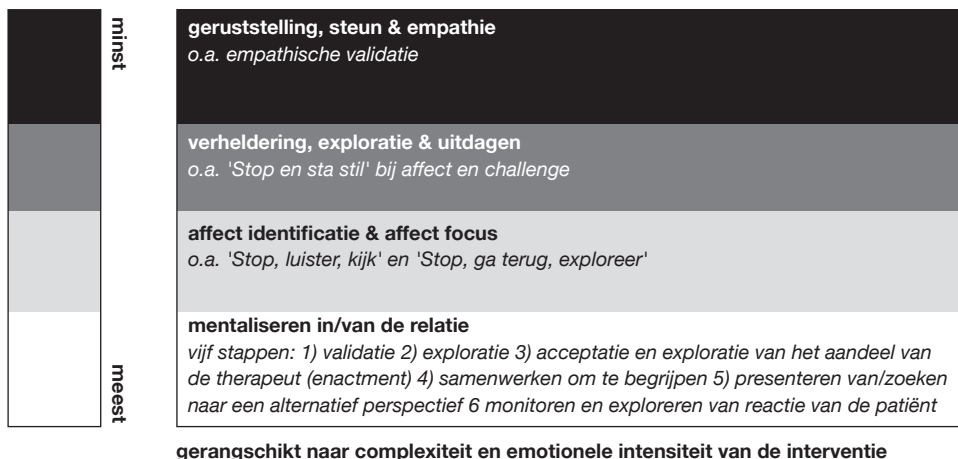 minst
geruststelling, steun & empathie
o.a. empathische validatie
verheldering, exploratie & uitdagen
o.a. 'Stop en sta stil' bij affect en challenge
affect identificatie & affect focus
o.a. 'Stop, luister, kijk' en 'Stop, ga terug, exploreer'
meest
mentaliseren in/van de relatie
vijf stappen: 1) validatie 2) exploratie 3) acceptatie en exploratie van het aandeel van
de therapeut (enactment) 4) samenwerken om te begrijpen 5) presenteren van/zoeken
naar een alternatief perspectief 6 monitoren en exploreren van reactie van de patiënt
gerangschikt naar complexiteit en emotionele intensiteit van de interventie